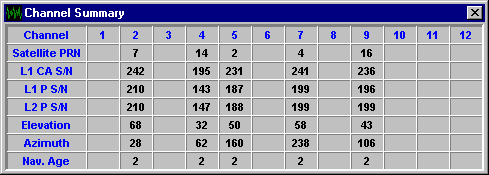 Channel Summary
Channel 1 2 3 4 5 6 7 8 9 10 11 12
Satellite PRN 7 14 2 4 16
L1 CA S/N 242 195 231 241 236
L1 P S/N 210 143 187 199 196
L2 P S/N 210 147 188 199 199
Elevation 68 32 50 58 43
Azimuth 28 62 160 238 106
Nav. Age 2 2 2 2 2